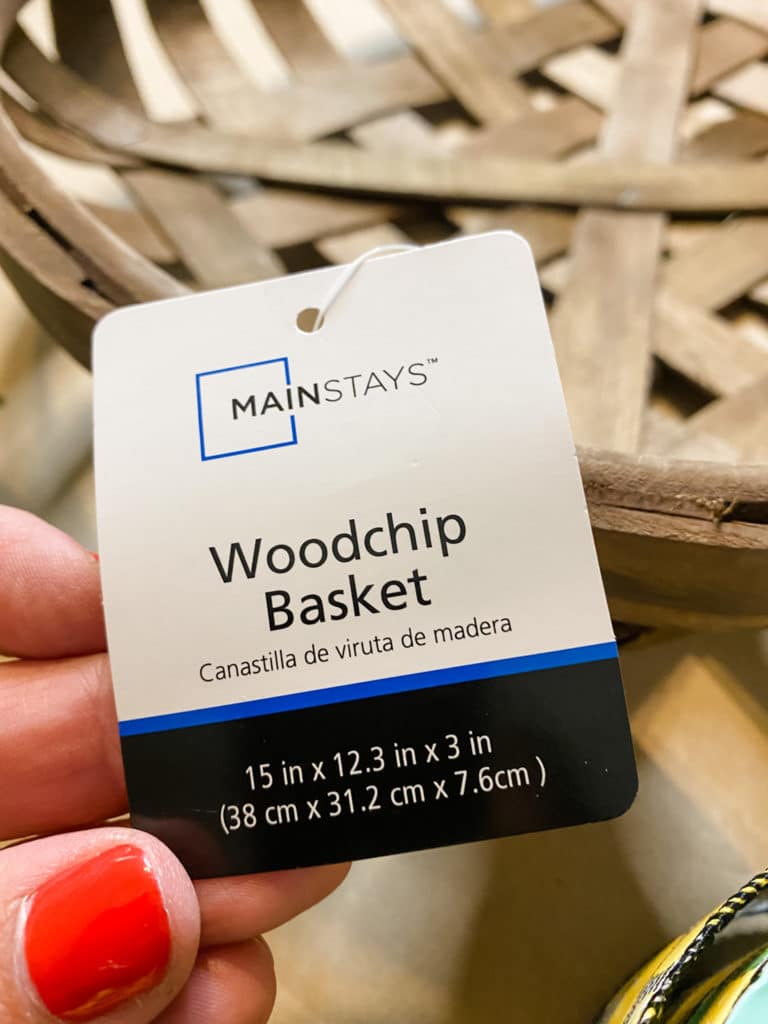 MAINSTAYS™
Woodchip
Basket
Canastilla de viruta de madera
15 in x 12.3 in x 3 in
(38 cm x 31.2 cm x 7.6cm )